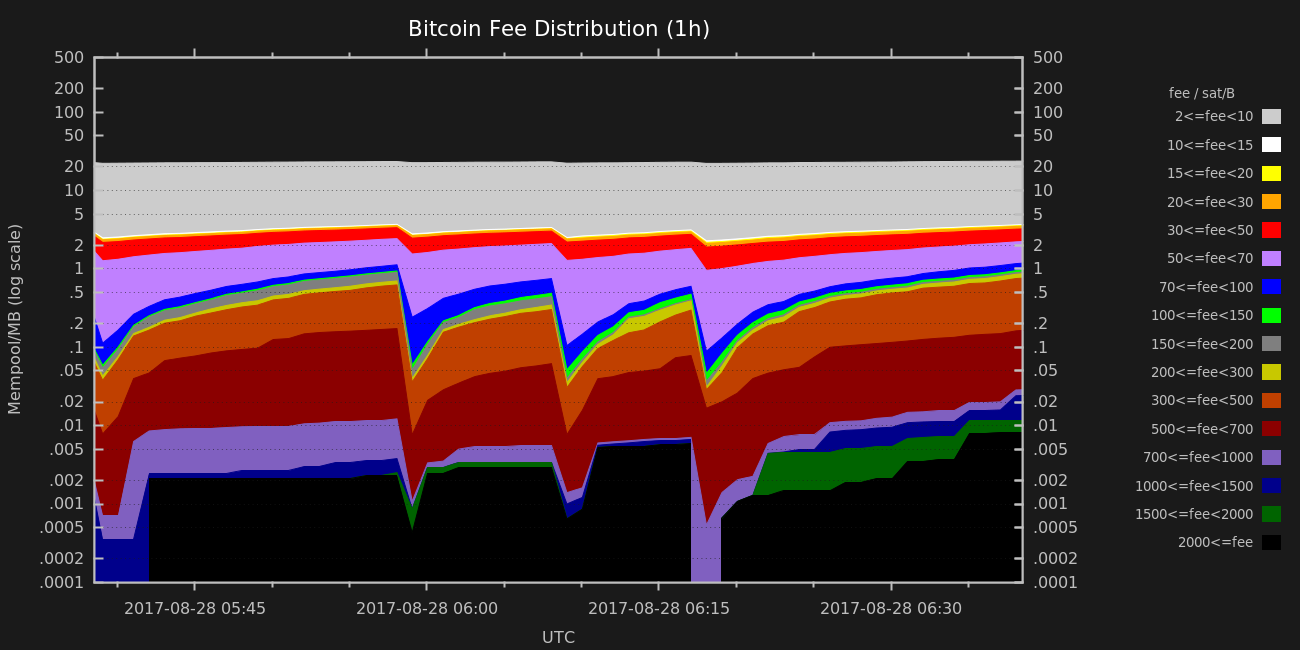 Bitcoin Fee Distribution (1h)
500 500
200 200
100 100
50 50
20 20
10 10
5 5
2 2
1 1
.5 .5
.2 .2
.1 .1
.05 .05
.02 .02
.01 .01
.005 .005
.002 .002
.001 .001
.0005 .0005
.0002 .0002
.0001 .0001
Mempool/MB (log scale)
2017-08-28 05:45 2017-08-28 06:00 2017-08-28 06:15 2017-08-28 06:30
UTC
fee / sat/B
2<=fee<10
10<=fee<15
15<=fee<20
20<=fee<30
30<=fee<50
50<=fee<70
70<=fee<100
100<=fee<150
150<=fee<200
200<=fee<300
300<=fee<500
500<=fee<700
700<=fee<1000
1000<=fee<1500
1500<=fee<2000
2000<=fee